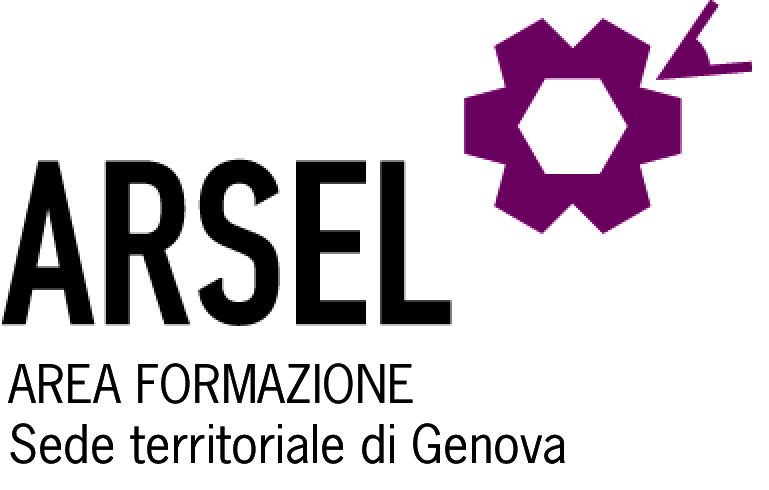 ARSEL
AREA FORMAZIONE
Sede territoriale di Genova